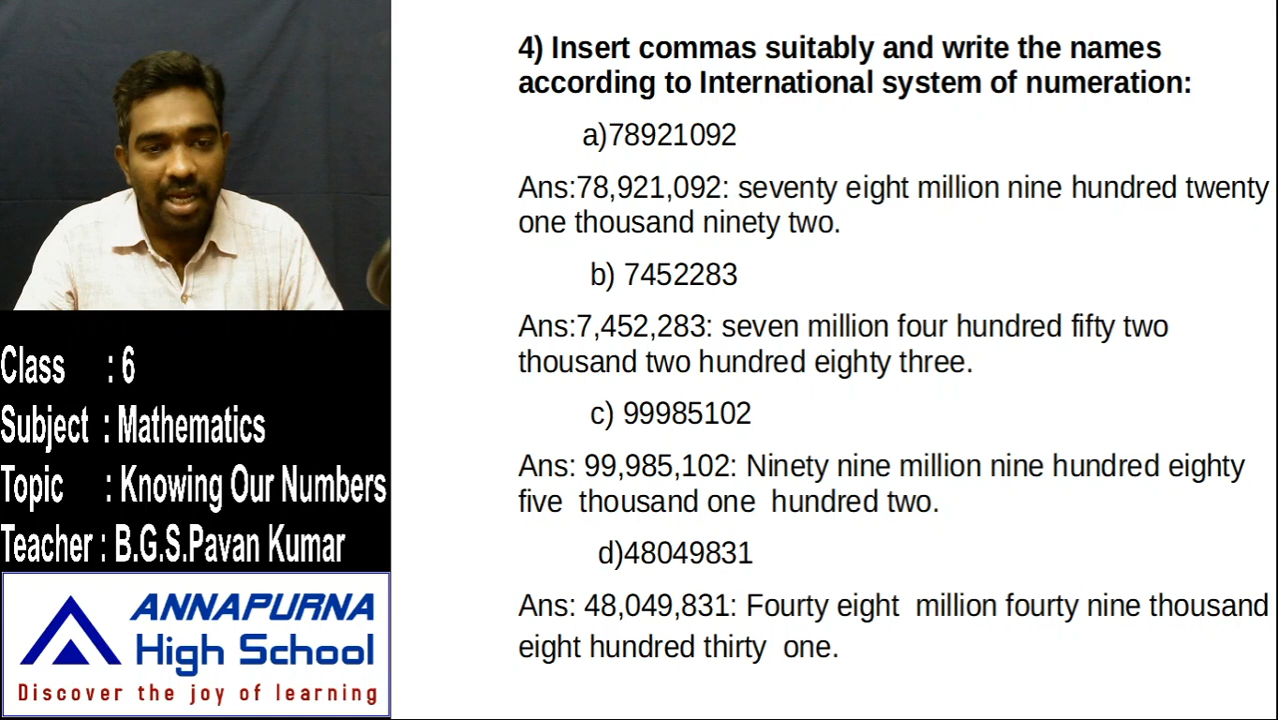 4) Insert commas suitably and write the names
according to International system of numeration:
a)78921092
Ans:78,921,092: seventy eight million nine hundred twenty
one thousand ninety two.
b) 7452283
Ans:7,452,283: seven million four hundred fifty two
thousand two hundred eighty three.
c) 99985102
Ans: 99,985,102: Ninety nine million nine hundred eighty
five  thousand one  hundred two.
d)48049831
Ans: 48,049,831: Fourty eight  million fourty nine thousand
eight hundred thirty  one.
Class : 6
Subject : Mathematics
Topic : Knowing Our Numbers
Teacher : B.G.S.Pavan Kumar
ANNAPURNA
High School
Discover the joy of learning